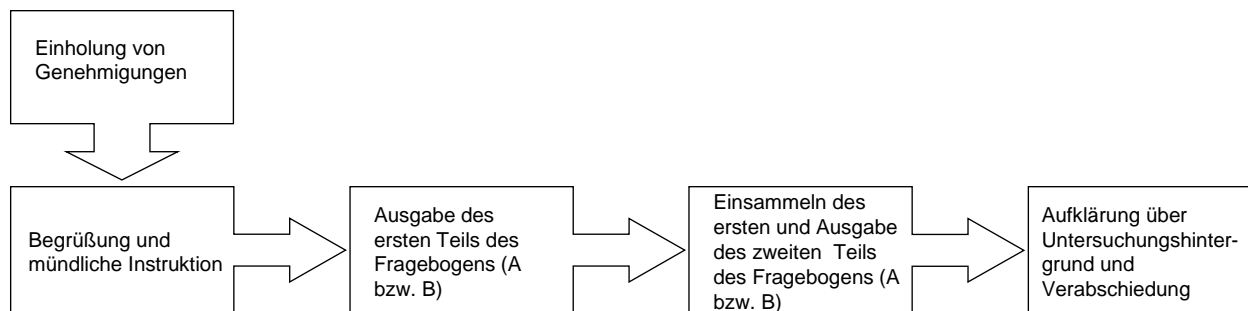 Einholung von
Genehmigungen
Begrüßung und
mündliche Instruktion
Ausgabe des
ersten Teils des
Fragebogens (A
bzw. B)
Einsammeln des
ersten und Ausgabe
des zweiten  Teils
des Fragebogens (A
bzw. B)
Aufklärung über
Untersuchungshinter-
grund und
Verabschiedung